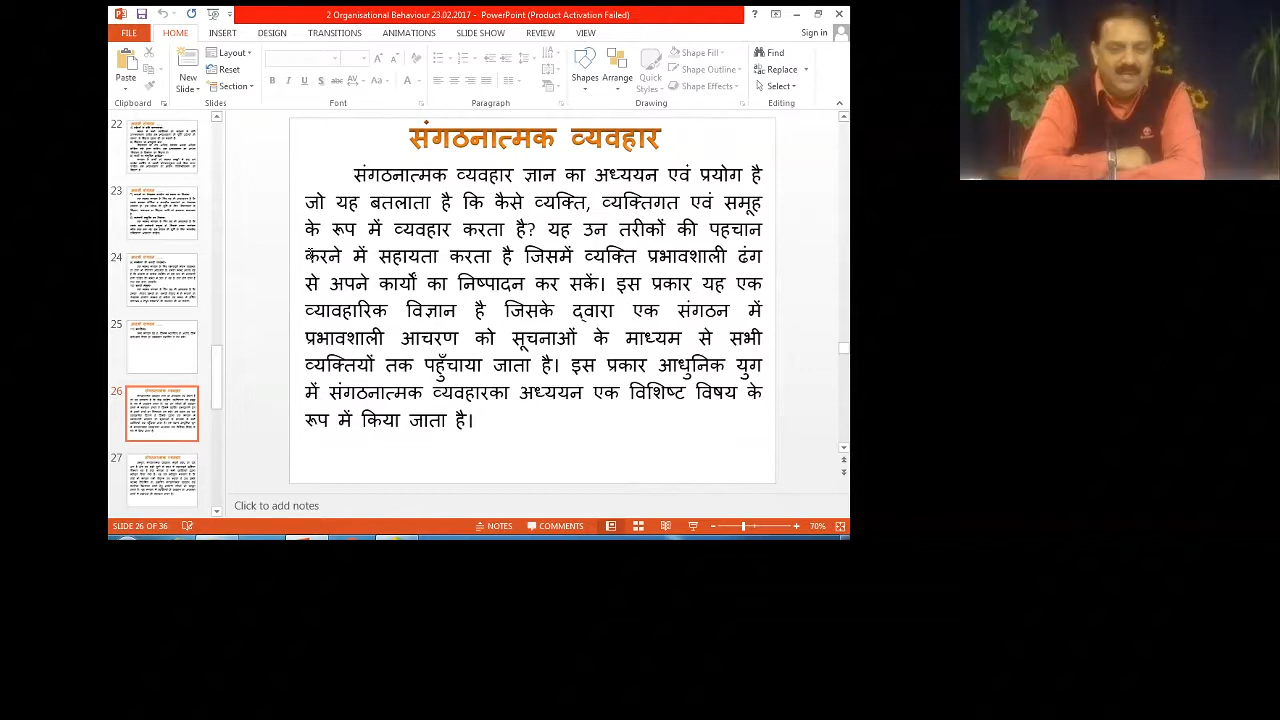 2 Organisational Behaviour 23.02.2017 - PowerPoint (Product Activation Failed)
FILE HOME INSERT DESIGN TRANSITIONS ANIMATIONS SLIDE SHOW REVIEW VIEW Sign in
Paste
New Slide
Layout
Reset
Section
Shapes Arrange Quick Styles
Shape Fill
Shape Outline
Shape Effects
Find
Replace
Select
Clipboard Slides Font Paragraph Drawing Editing
22
23
24
25
26
27
संगठनात्मक व्यवहार
संगठनात्मक व्यवहार ज्ञान का अध्ययन एवं प्रयोग है
जो यह बतलाता है कि कैसे व्यक्ति, व्यक्तिगत एवं समूह
के रूप में व्यवहार करता है? यह उन तरीकों की पहचान
करने में सहायता करता है जिसमें व्यक्ति प्रभावशाली ढंग
से अपने कार्यों का निष्पादन कर सकें। इस प्रकार यह एक
व्यावहारिक विज्ञान है जिसके द्वारा एक संगठन में
प्रभावशाली आचरण को सूचनाओं के माध्यम से सभी
व्यक्तियों तक पहुँचाया जाता है। इस प्रकार आधुनिक युग
में संगठनात्मक व्यवहारका अध्ययन एक विशिष्ट विषय के
रूप में किया जाता है।
Click to add notes
SLIDE 26 OF 36 NOTES COMMENTS 70%